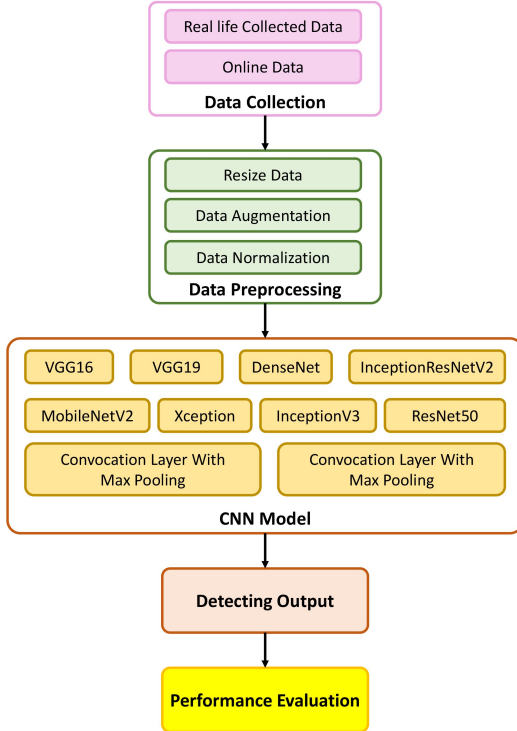 Real life Collected Data
Online Data
Data Collection
Resize Data
Data Augmentation
Data Normalization
Data Preprocessing
VGG16
VGG19
DenseNet
InceptionResNetV2
MobileNetV2
Xception
InceptionV3
ResNet50
Convocation Layer With
Max Pooling
Convocation Layer With
Max Pooling
CNN Model
Detecting Output
Performance Evaluation